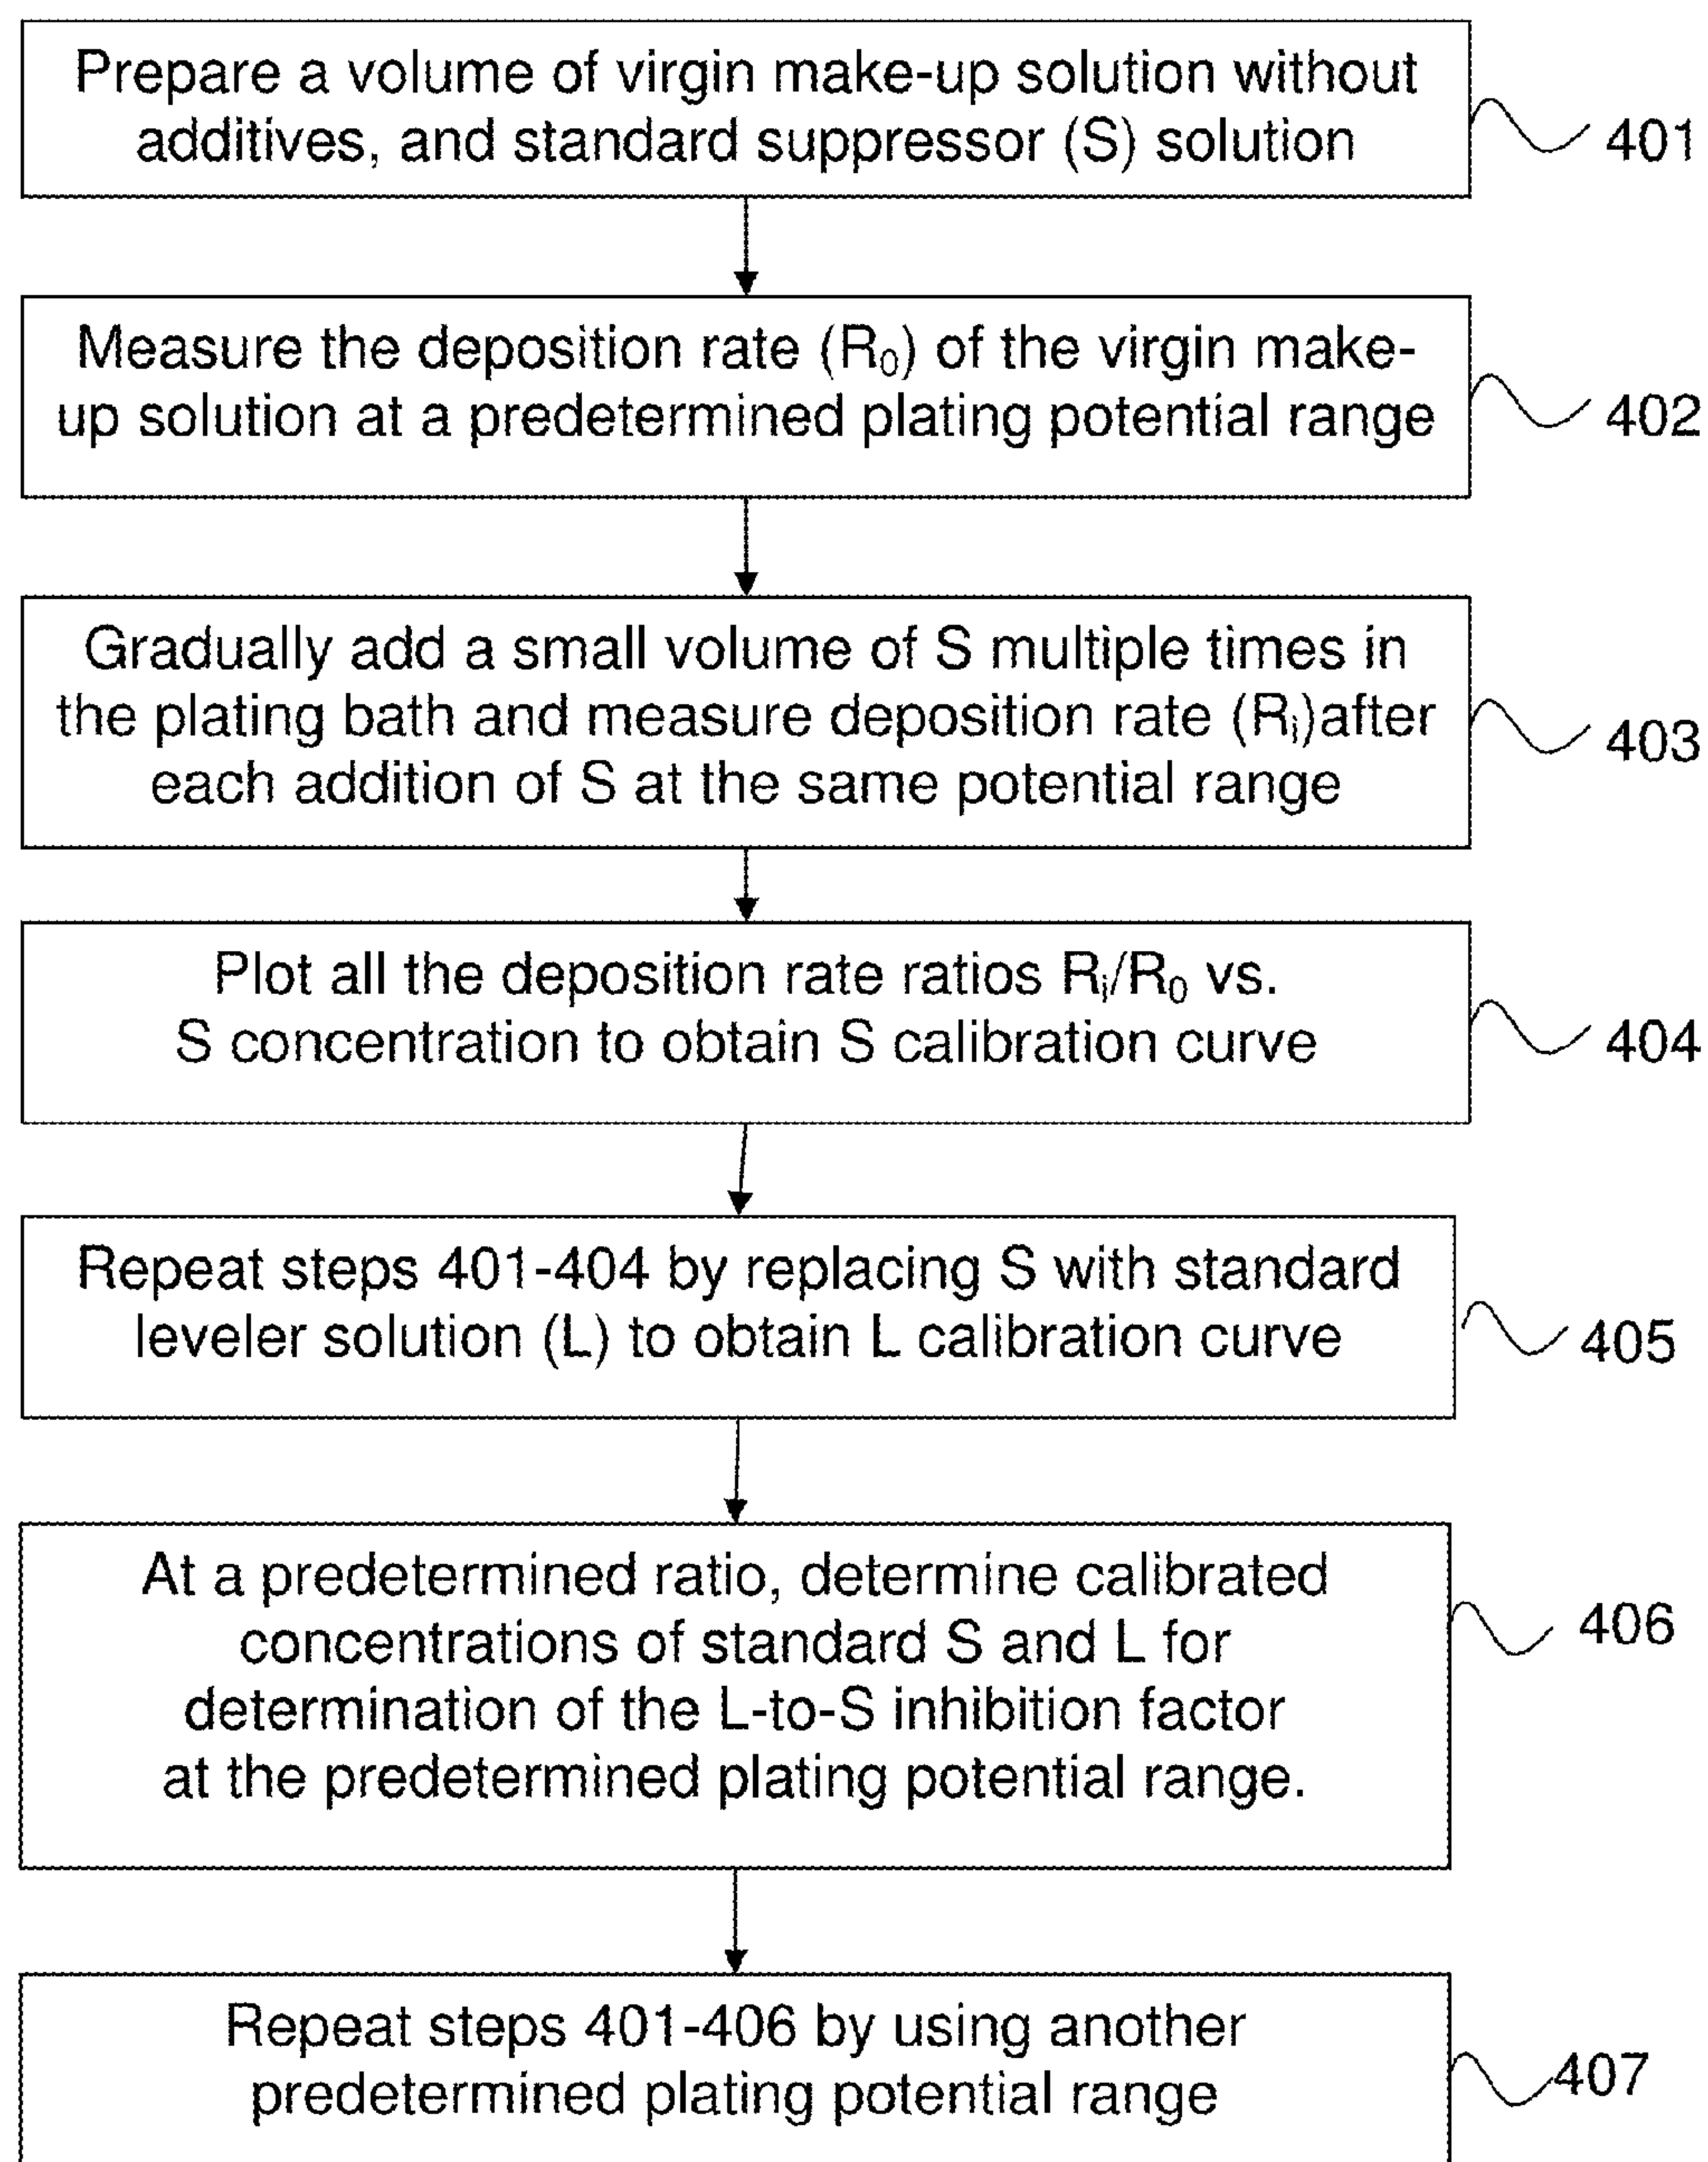 Prepare a volume of virgin make-up solution without
additives, and standard suppressor (S) solution
401
Measure the deposition rate (R₀) of the virgin make-
up solution at a predetermined plating potential range
402
Gradually add a small volume of S multiple times in
the plating bath and measure deposition rate (Rᵢ)after
each addition of S at the same potential range
403
Plot all the deposition rate ratios Rᵢ/R₀ vs.
S concentration to obtain S calibration curve
404
Repeat steps 401-404 by replacing S with standard
leveler solution (L) to obtain L calibration curve
405
At a predetermined ratio, determine calibrated
concentrations of standard S and L for
determination of the L-to-S inhibition factor
at the predetermined plating potential range.
406
Repeat steps 401-406 by using another
predetermined plating potential range
407